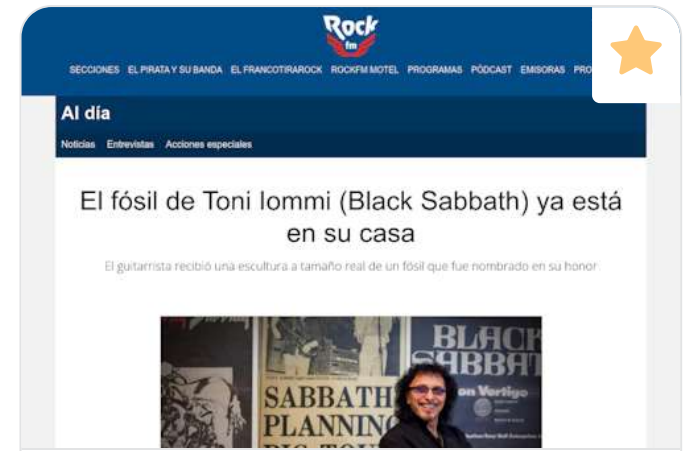 Rock
fm
SECCIONES EL PIRATA Y SU BANDA EL FRANCOTIRAROCK ROCKFM MOTEL PROGRAMAS PÓDCAST EMISORAS PRO
Al día
Noticias Entrevistas Acciones especiales
El fósil de Toni Iommi (Black Sabbath) ya está
en su casa
El guitarrista recibió una escultura a tamaño real de un fósil que fue nombrado en su honor
BLACK
SABBAT
on Vertigo
SABBATH
PLANNING